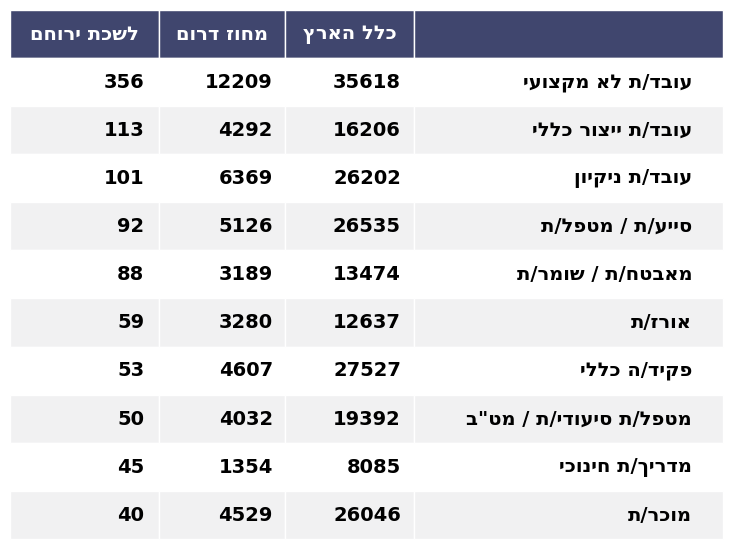 כלל הארץ מחוז דרום לשכת ירוחם
עובד/ת לא מקצועי 35618 12209 356
עובד/ת ייצור כללי 16206 4292 113
עובד/ת ניקיון 26202 6369 101
סייע/ת / מטפל/ת 26535 5126 92
מאבטח/ת / שומר/ת 13474 3189 88
אורז/ת 12637 3280 59
פקיד/ה כללי 27527 4607 53
מטפל/ת סיעודי/ת / מט"ב 19392 4032 50
מדריך/ת חינוכי 8085 1354 45
מוכר/ת 26046 4529 40